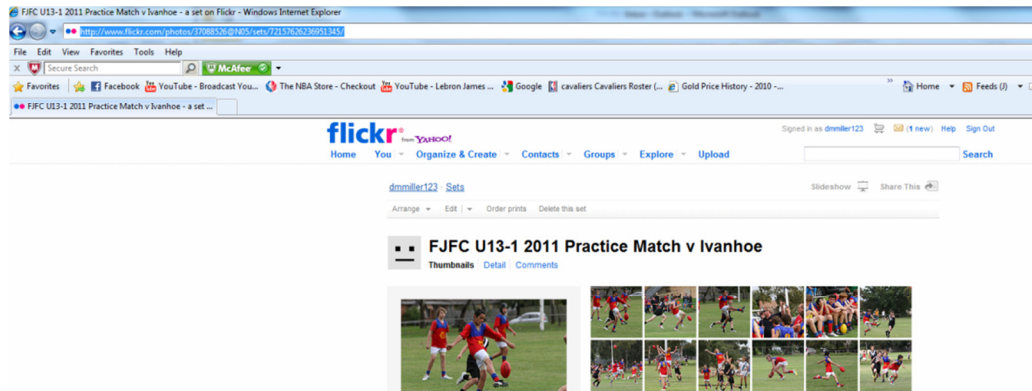 FJFC U13-1 2011 Practice Match v Ivanhoe - a set on Flickr - Windows Internet Explorer
http://www.flickr.com/photos/37088526@N05/sets/72157626236951345/
File Edit View Favorites Tools Help
x Secure Search McAfee
Favorites Facebook YouTube - Broadcast You... The NBA Store - Checkout YouTube - Lebron James ... Google cavaliers Cavaliers Roster (... Gold Price History - 2010 -... » Home Feeds (J)
FJFC U13-1 2011 Practice Match v Ivanhoe - a set ...
flickr from YAHOO! Signed in as dmmiller123 (1 new) Help Sign Out
Home You Organize & Create Contacts Groups Explore Upload Search
dmmiller123 Sets Slideshow Share This
Arrange Edit Order prints Delete this set
FJFC U13-1 2011 Practice Match v Ivanhoe
Thumbnails Detail Comments